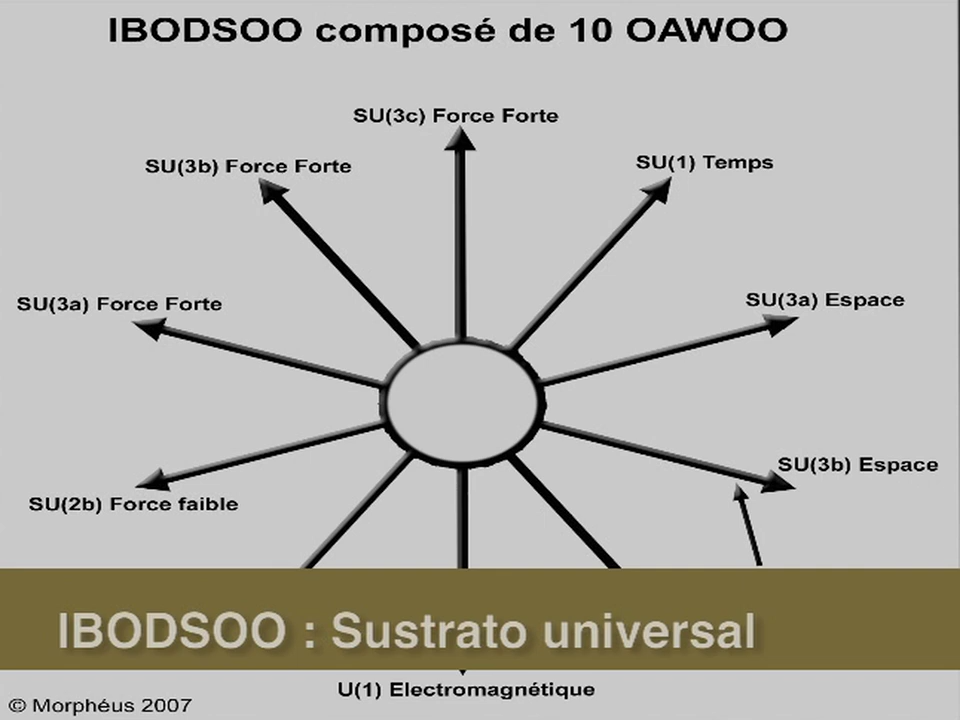 IBODSOO composé de 10 OAWOO
SU(3c) Force Forte
SU(3b) Force Forte
SU(1) Temps
SU(3a) Force Forte
SU(3a) Espace
SU(3b) Espace
SU(2b) Force faible
IBODSOO : Sustrato universal
U(1) Electromagnétique
© Morphéus 2007